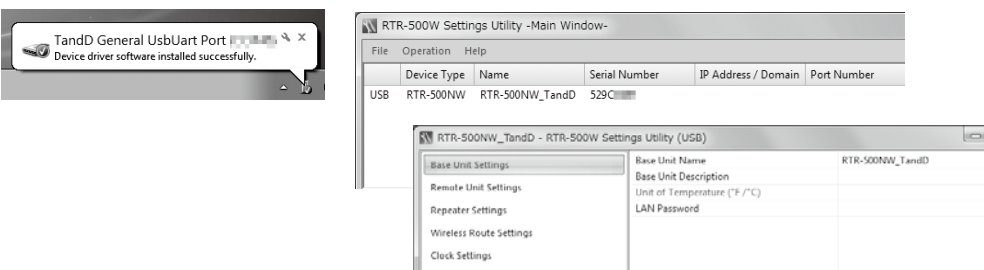 TandD General UsbUart Port
Device driver software installed successfully.
RTR-500W Settings Utility -Main Window-
File Operation Help
Device Type Name Serial Number IP Address / Domain Port Number
USB RTR-500NW RTR-500NW_TandD 529C
RTR-500NW_TandD - RTR-500W Settings Utility (USB)
Base Unit Settings
Remote Unit Settings
Repeater Settings
Wireless Route Settings
Clock Settings
Base Unit Name RTR-500NW_TandD
Base Unit Description
Unit of Temperature (°F /°C)
LAN Password